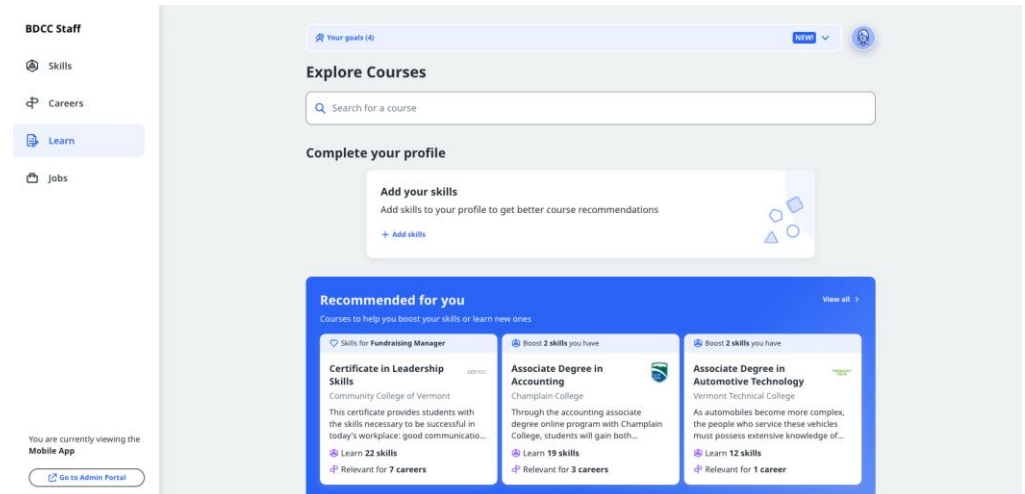 BDCC Staff
Skills
Careers
Learn
Jobs
You are currently viewing the
Mobile App
Go to Admin Portal
Your goals (4)
NEW!
Explore Courses
Search for a course
Complete your profile
Add your skills
Add skills to your profile to get better course recommendations
+ Add skills
Recommended for you
View all >
Courses to help you boost your skills or learn new ones
Skills for Fundraising Manager
Certificate in Leadership
Skills
Community College of Vermont
This certificate provides students with
the skills necessary to be successful in
today's workplace: good communicatio...
Learn 22 skills
Relevant for 7 careers
Boost 2 skills you have
Associate Degree in
Accounting
Champlain College
Through the accounting associate
degree online program with Champlain
College, students will gain both...
Learn 19 skills
Relevant for 3 careers
Boost 2 skills you have
Associate Degree in
Automotive Technology
Vermont Technical College
As automobiles become more complex,
the people who service these vehicles
must possess extensive knowledge of...
Learn 12 skills
Relevant for 1 career